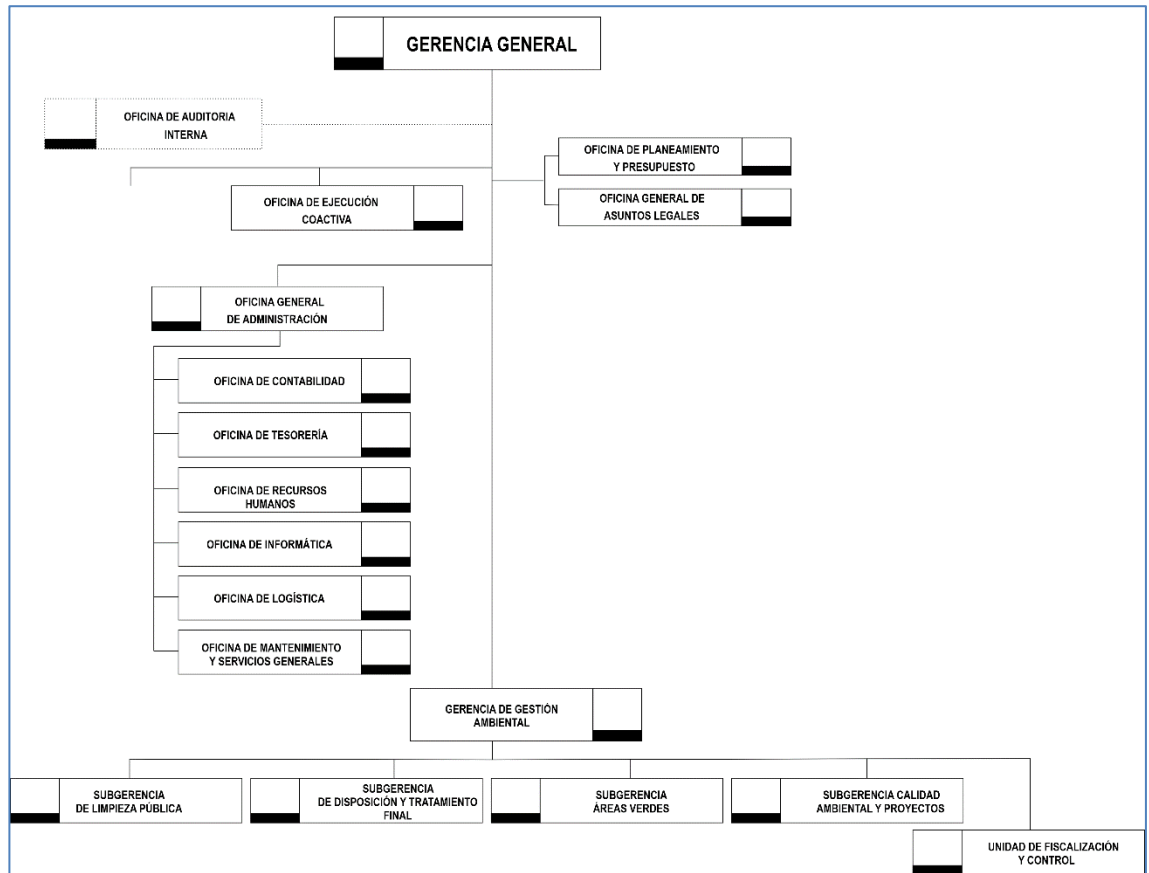 GERENCIA GENERAL
OFICINA DE AUDITORIA
INTERNA
OFICINA DE PLANEAMIENTO
Y PRESUPUESTO
OFICINA DE EJECUCIÓN
COACTIVA
OFICINA GENERAL DE
ASUNTOS LEGALES
OFICINA GENERAL
DE ADMINISTRACIÓN
OFICINA DE CONTABILIDAD
OFICINA DE TESORERÍA
OFICINA DE RECURSOS
HUMANOS
OFICINA DE INFORMÁTICA
OFICINA DE LOGÍSTICA
OFICINA DE MANTENIMIENTO
Y SERVICIOS GENERALES
GERENCIA DE GESTIÓN
AMBIENTAL
SUBGERENCIA
DE LIMPIEZA PÚBLICA
SUBGERENCIA
DE DISPOSICIÓN Y TRATAMIENTO
FINAL
SUBGERENCIA
ÁREAS VERDES
SUBGERENCIA CALIDAD
AMBIENTAL Y PROYECTOS
UNIDAD DE FISCALIZACIÓN
Y CONTROL